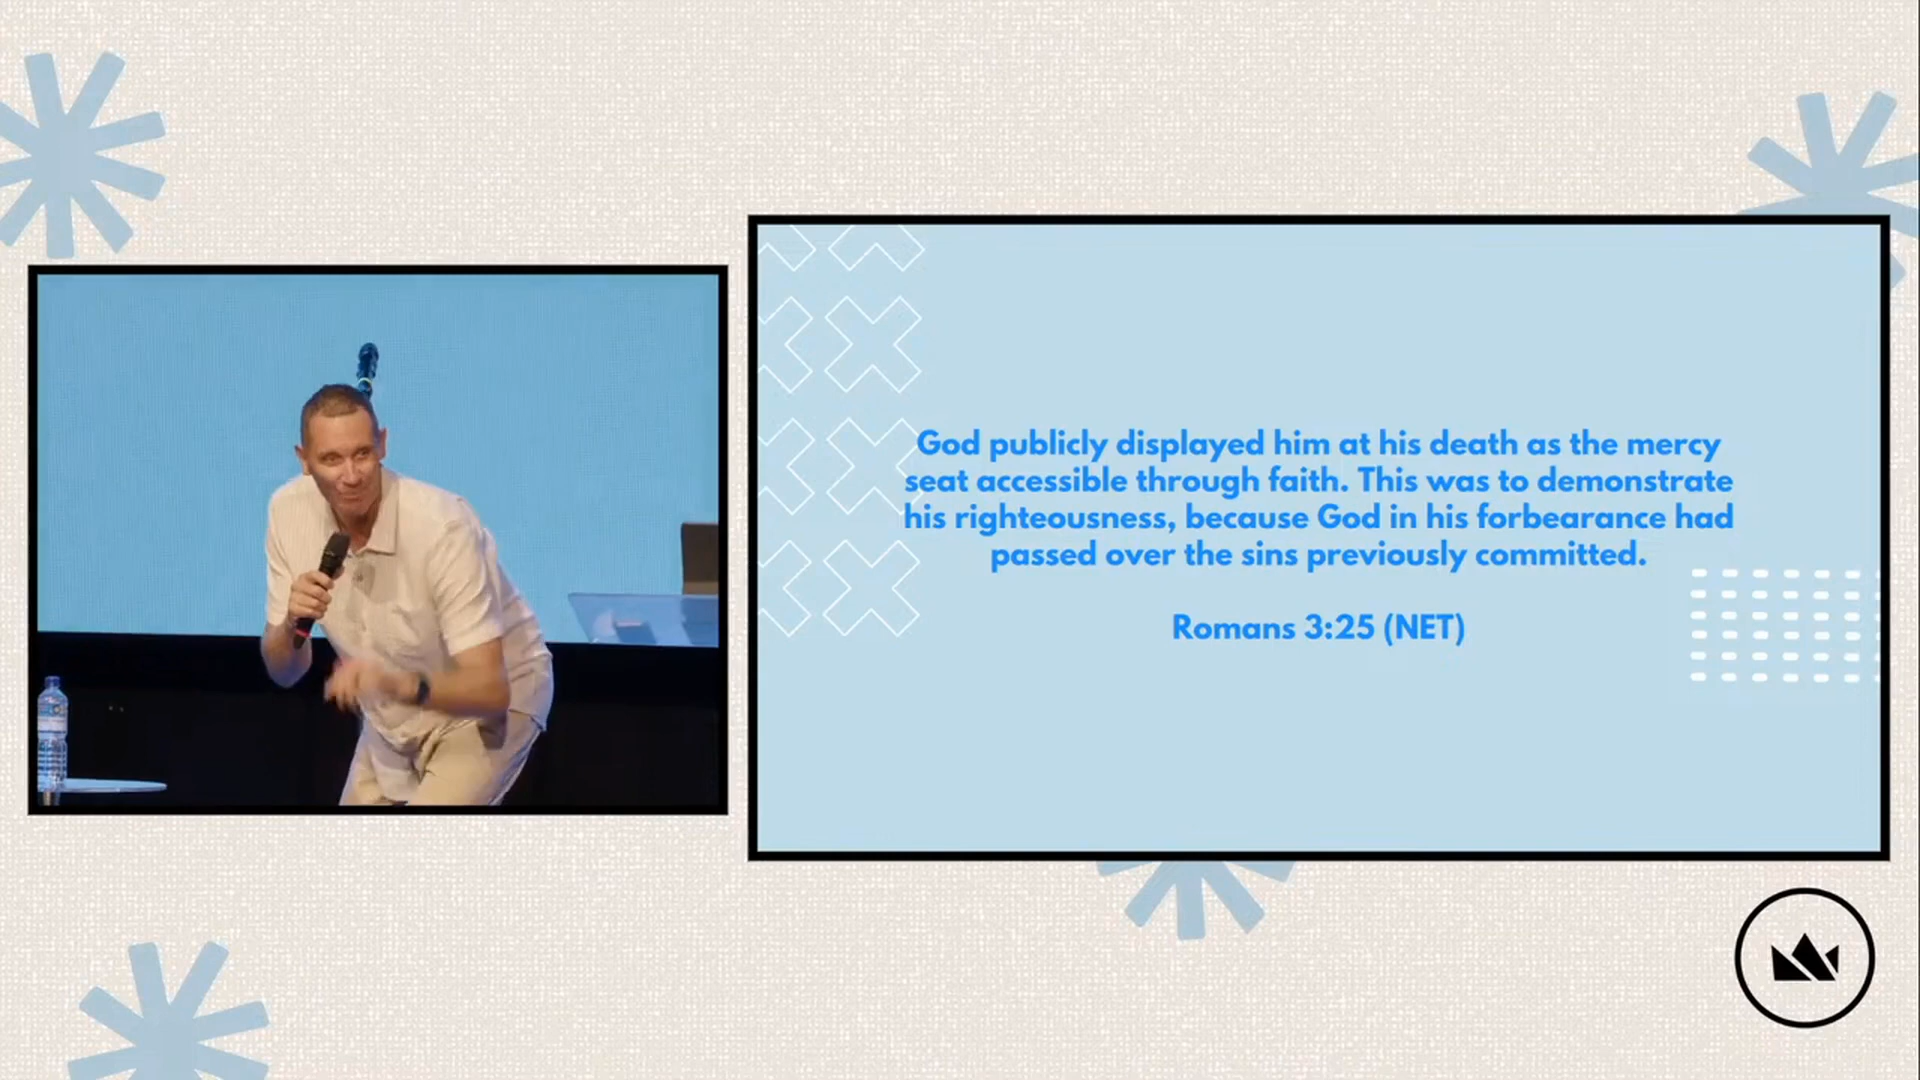 God publicly displayed him at his death as the mercy
seat accessible through faith. This was to demonstrate
his righteousness, because God in his forbearance had
passed over the sins previously committed.
Romans 3:25 (NET)